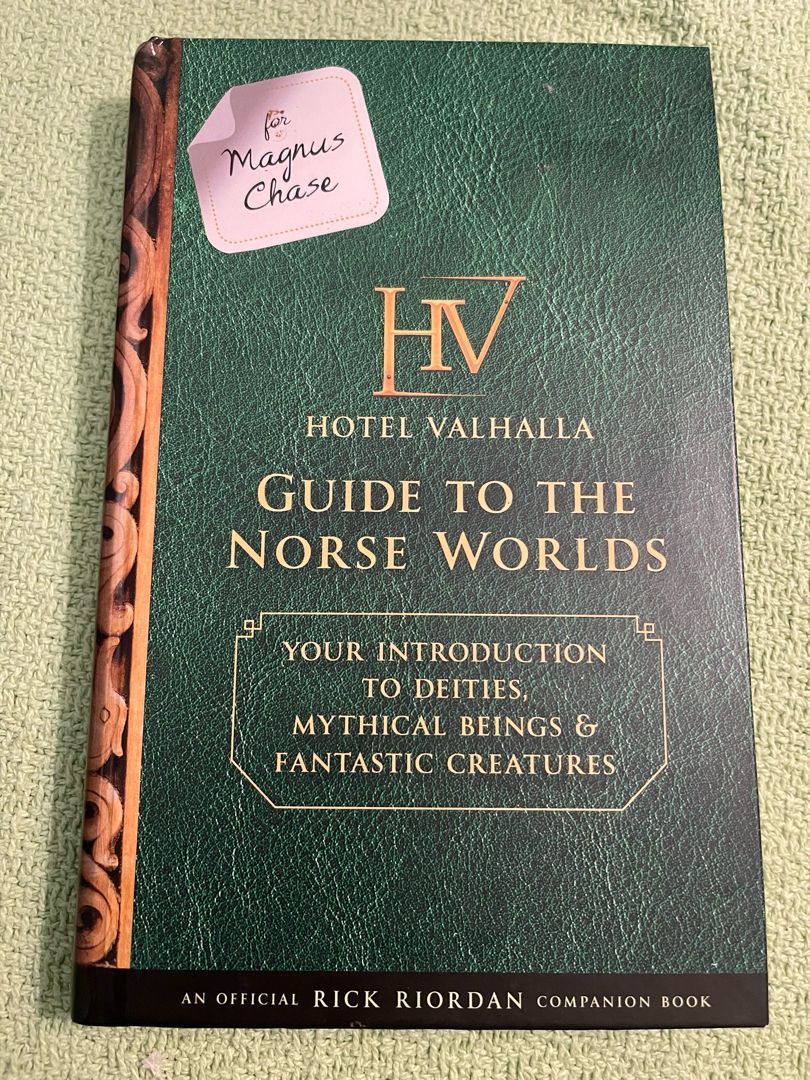 for
Magnus
Chase
HV
HOTEL VALHALLA
GUIDE TO THE
NORSE WORLDS
YOUR INTRODUCTION
TO DEITIES,
MYTHICAL BEINGS &
FANTASTIC CREATURES
AN OFFICIAL RICK RIORDAN COMPANION BOOK